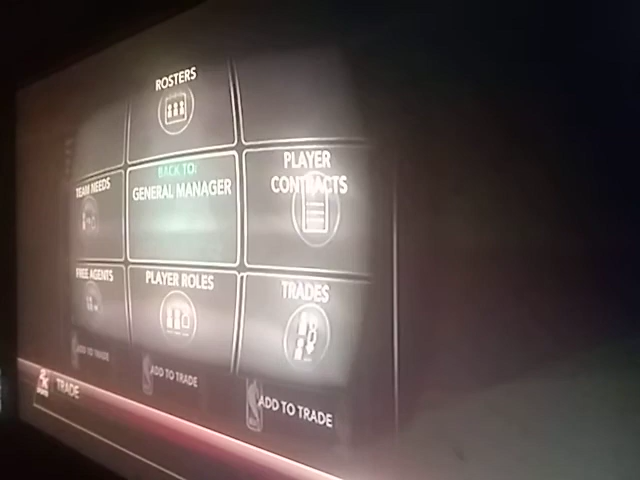 ROSTERS
TEAM NEEDS
BACK TO:
GENERAL MANAGER
PLAYER
CONTRACTS
FREE AGENTS
PLAYER ROLES
TRADES
ADD TO TRADE
ADD TO TRADE
ADD TO TRADE
2K
TRADE